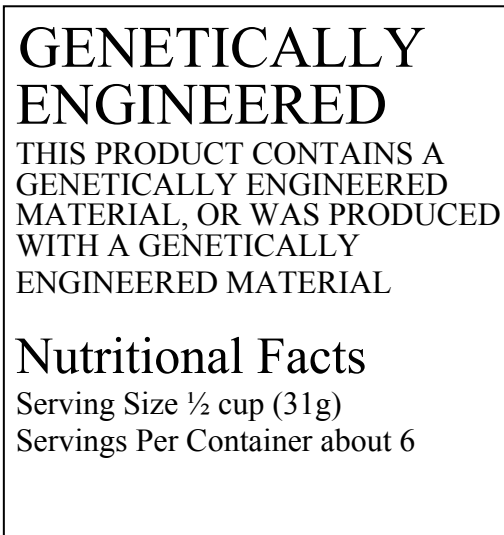 GENETICALLY
ENGINEERED
THIS PRODUCT CONTAINS A
GENETICALLY ENGINEERED
MATERIAL, OR WAS PRODUCED
WITH A GENETICALLY
ENGINEERED MATERIAL
Nutritional Facts
Serving Size ½ cup (31g)
Servings Per Container about 6